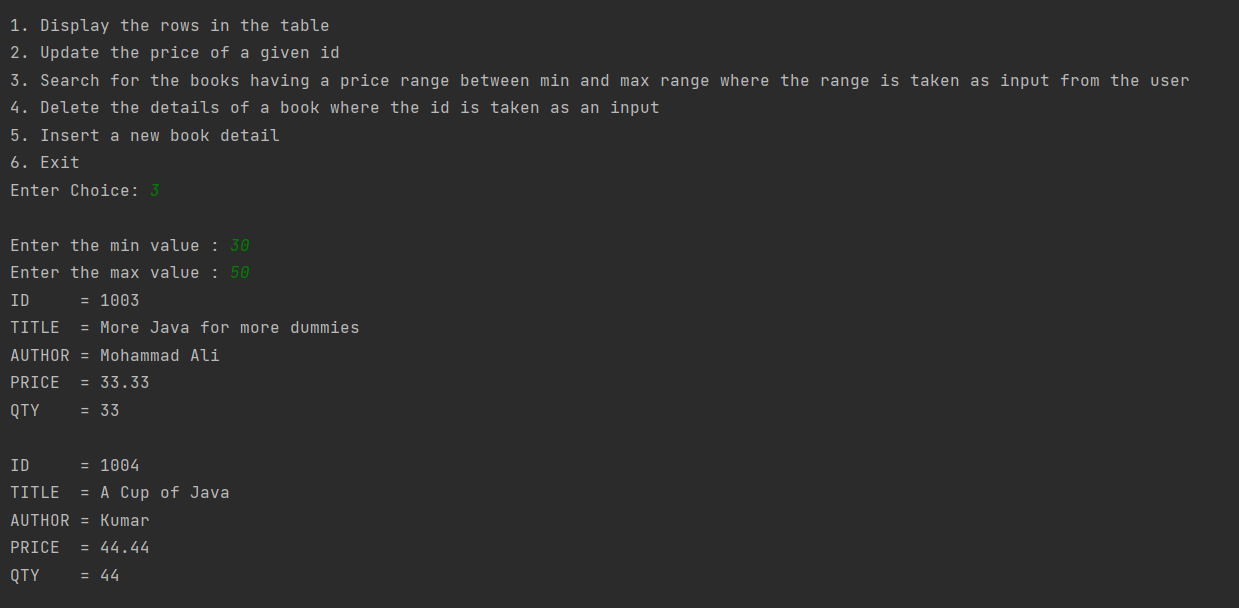 1. Display the rows in the table
2. Update the price of a given id
3. Search for the books having a price range between min and max range where the range is taken as input from the user
4. Delete the details of a book where the id is taken as an input
5. Insert a new book detail
6. Exit
Enter Choice: 3
Enter the min value : 30
Enter the max value : 50
ID     = 1003
TITLE  = More Java for more dummies
AUTHOR = Mohammad Ali
PRICE  = 33.33
QTY    = 33
ID     = 1004
TITLE  = A Cup of Java
AUTHOR = Kumar
PRICE  = 44.44
QTY    = 44